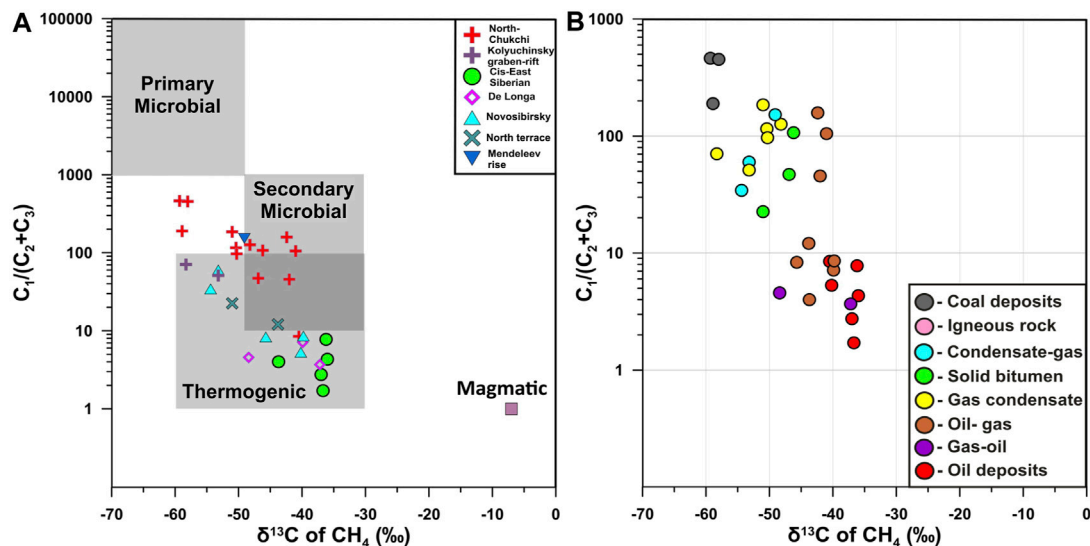 A
100000
10000
1000
100
10
1
C₁/(C₂+C₃)
Primary
Microbial
Secondary
Microbial
Thermogenic
Magmatic
North-
Chukchi
Kolyuchinsky
graben-rift
Cis-East
Siberian
De Longa
Novosibirsky
North terrace
Mendeleev
rise
-70
-60
-50
-40
-30
-20
-10
0
δ¹³C of CH₄ (‰)
B
1000
100
10
1
C₁/(C₂+C₃)
- Coal deposits
- Igneous rock
- Condensate-gas
- Solid bitumen
- Gas condensate
- Oil- gas
- Gas-oil
- Oil deposits
-70
-60
-50
-40
-30
-20
-10
0
δ¹³C of CH₄ (‰)